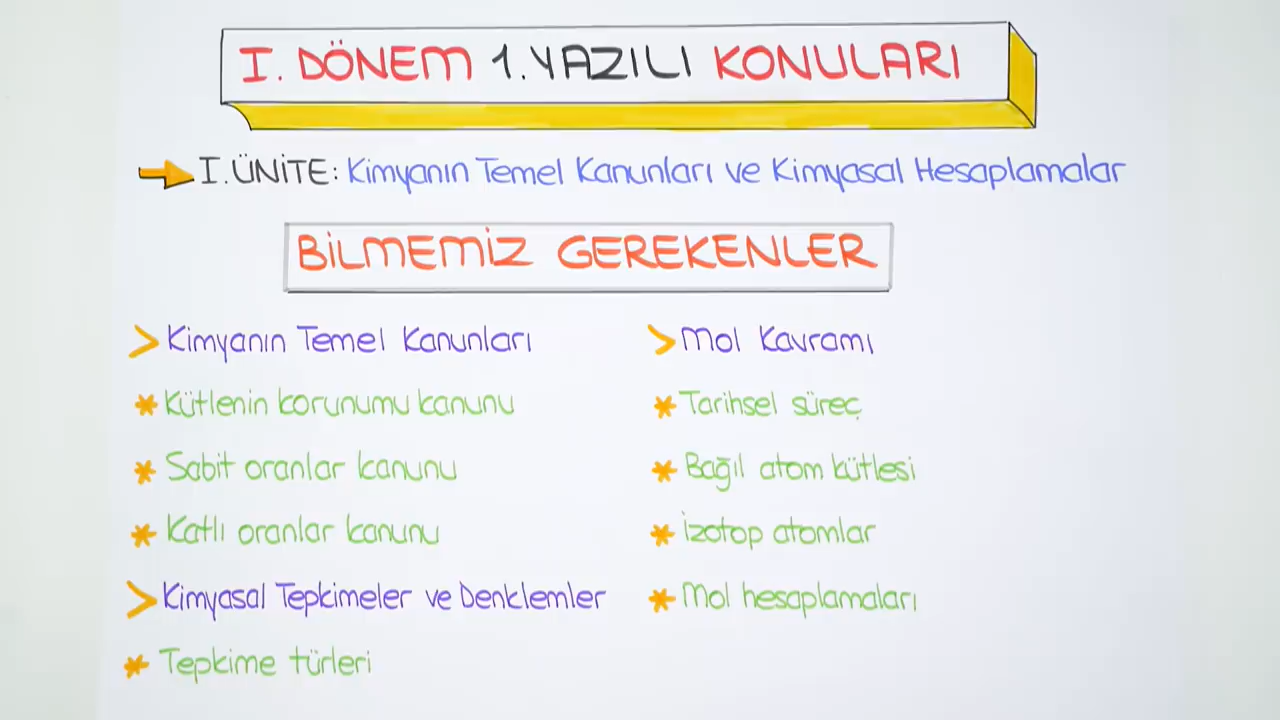 I. DÖNEM 1. YAZILI KONULARI
I. ÜNİTE: Kimyanın Temel Kanunları ve Kimyasal Hesaplamalar
BİLMEMİZ GEREKENLER
> Kimyanın Temel Kanunları
* Kütlenin korunumu kanunu
* Sabit oranlar kanunu
* Katlı oranlar kanunu
> Kimyasal Tepkimeler ve Denklemler
* Tepkime türleri
> Mol Kavramı
* Tarihsel süreç
* Bağıl atom kütlesi
* İzotop atomlar
* Mol hesaplamaları